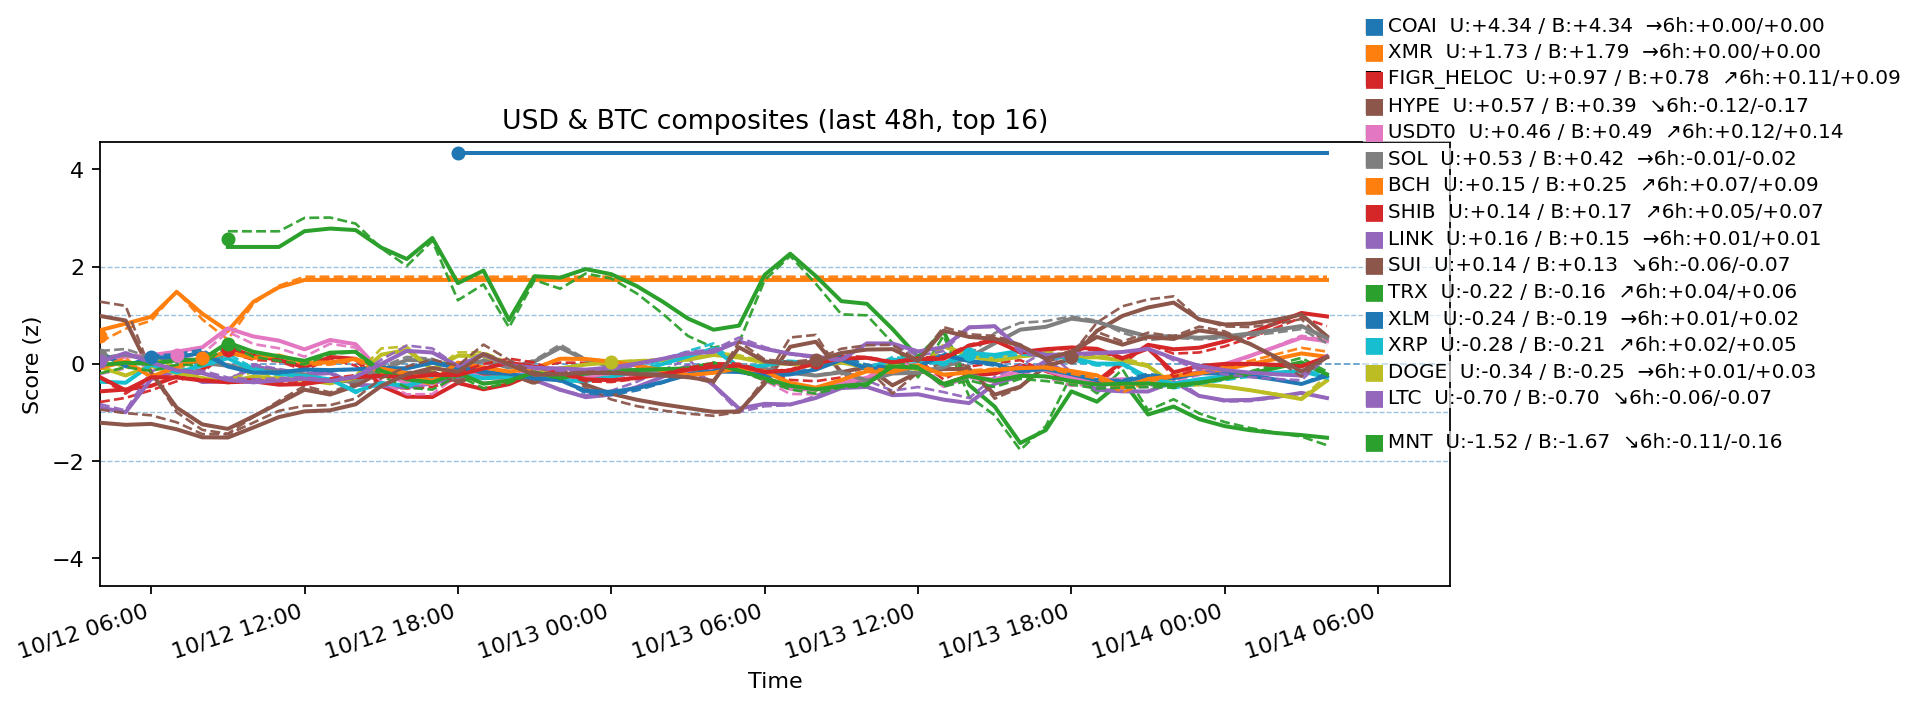 COAI U:+4.34 / B:+4.34 →6h:+0.00/+0.00
XMR U:+1.73 / B:+1.79 →6h:+0.00/+0.00
FIGR_HELOC U:+0.97 / B:+0.78 ↗6h:+0.11/+0.09
HYPE U:+0.57 / B:+0.39 ↘6h:-0.12/-0.17
USDT0 U:+0.46 / B:+0.49 ↗6h:+0.12/+0.14
SOL U:+0.53 / B:+0.42 →6h:-0.01/-0.02
BCH U:+0.15 / B:+0.25 ↗6h:+0.07/+0.09
SHIB U:+0.14 / B:+0.17 ↗6h:+0.05/+0.07
LINK U:+0.16 / B:+0.15 →6h:+0.01/+0.01
SUI U:+0.14 / B:+0.13 ↘6h:-0.06/-0.07
TRX U:-0.22 / B:-0.16 ↗6h:+0.04/+0.06
XLM U:-0.24 / B:-0.19 →6h:+0.01/+0.02
XRP U:-0.28 / B:-0.21 ↗6h:+0.02/+0.05
DOGE U:-0.34 / B:-0.25 →6h:+0.01/+0.03
LTC U:-0.70 / B:-0.70 ↘6h:-0.06/-0.07
MNT U:-1.52 / B:-1.67 ↘6h:-0.11/-0.16
USD & BTC composites (last 48h, top 16)
Score (z)
4
2
0
−2
−4
10/12 06:00
10/12 12:00
10/12 18:00
10/13 00:00
10/13 06:00
10/13 12:00
10/13 18:00
10/14 00:00
10/14 06:00
Time